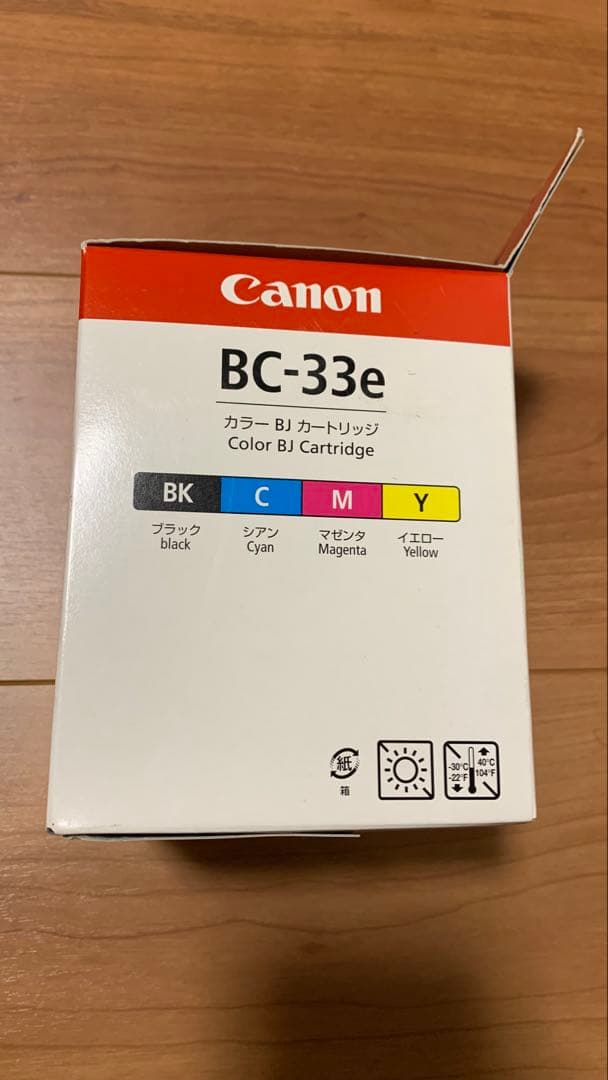 Canon
BC-33e
カラー BJ カートリッジ
Color BJ Cartridge
BK C M Y
ブラック シアン マゼンタ イエロー
black Cyan Magenta Yellow
紙
箱
-30°C 40°C
-22°F 104°F